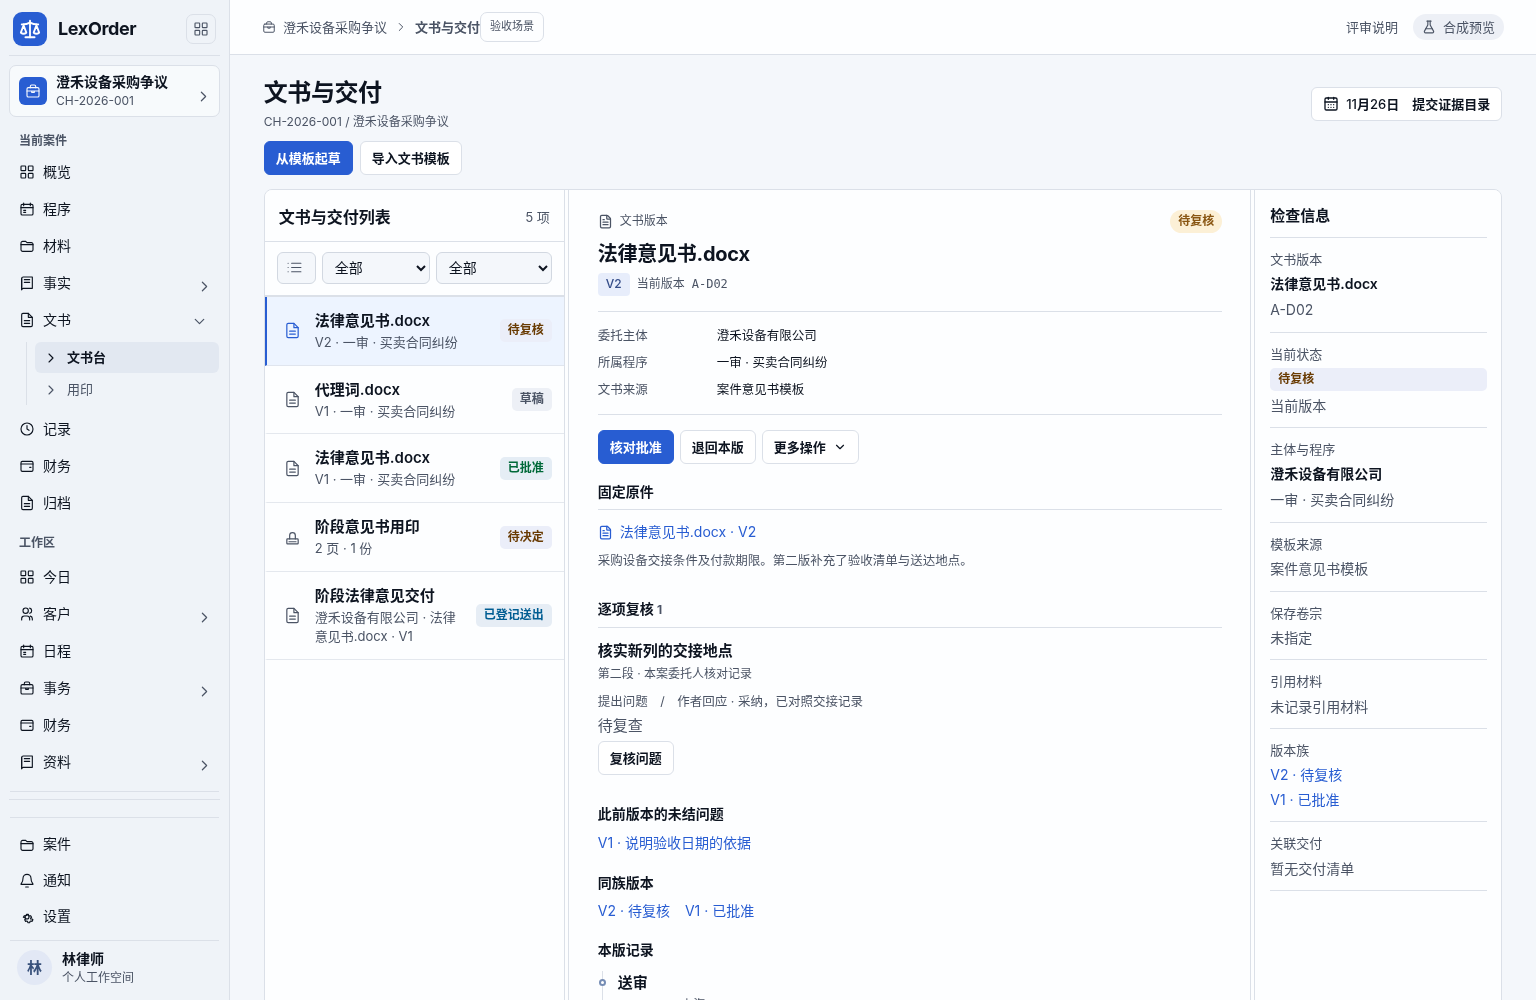 LexOrder
澄禾设备采购争议
CH-2026-001
当前案件
概览
程序
材料
事实
文书
文书台
用印
记录
财务
归档
工作区
今日
客户
日程
事务
财务
资料
案件
通知
设置
林
林律师
个人工作空间
澄禾设备采购争议 文书与交付 验收场景
评审说明 合成预览
文书与交付
CH-2026-001 / 澄禾设备采购争议
11月26日 提交证据目录
从模板起草 导入文书模板
文书与交付列表 5 项
全部 全部
法律意见书.docx
V2 · 一审 · 买卖合同纠纷
待复核
代理词.docx
V1 · 一审 · 买卖合同纠纷
草稿
法律意见书.docx
V1 · 一审 · 买卖合同纠纷
已批准
阶段意见书用印
2 页 · 1 份
待决定
阶段法律意见交付
澄禾设备有限公司 · 法律
意见书.docx · V1
已登记送出
文书版本 待复核
法律意见书.docx
V2 当前版本 A-D02
委托主体 澄禾设备有限公司
所属程序 一审 · 买卖合同纠纷
文书来源 案件意见书模板
核对批准 退回本版 更多操作
固定原件
法律意见书.docx · V2
采购设备交接条件及付款期限。第二版补充了验收清单与送达地点。
逐项复核 1
核实新列的交接地点
第二段 · 本案委托人核对记录
提出问题 / 作者回应 · 采纳，已对照交接记录
待复查
复核问题
此前版本的未结问题
V1 · 说明验收日期的依据
同族版本
V2 · 待复核 V1 · 已批准
本版记录
送审
检查信息
文书版本
法律意见书.docx
A-D02
当前状态
待复核
当前版本
主体与程序
澄禾设备有限公司
一审 · 买卖合同纠纷
模板来源
案件意见书模板
保存卷宗
未指定
引用材料
未记录引用材料
版本族
V2 · 待复核
V1 · 已批准
关联交付
暂无交付清单